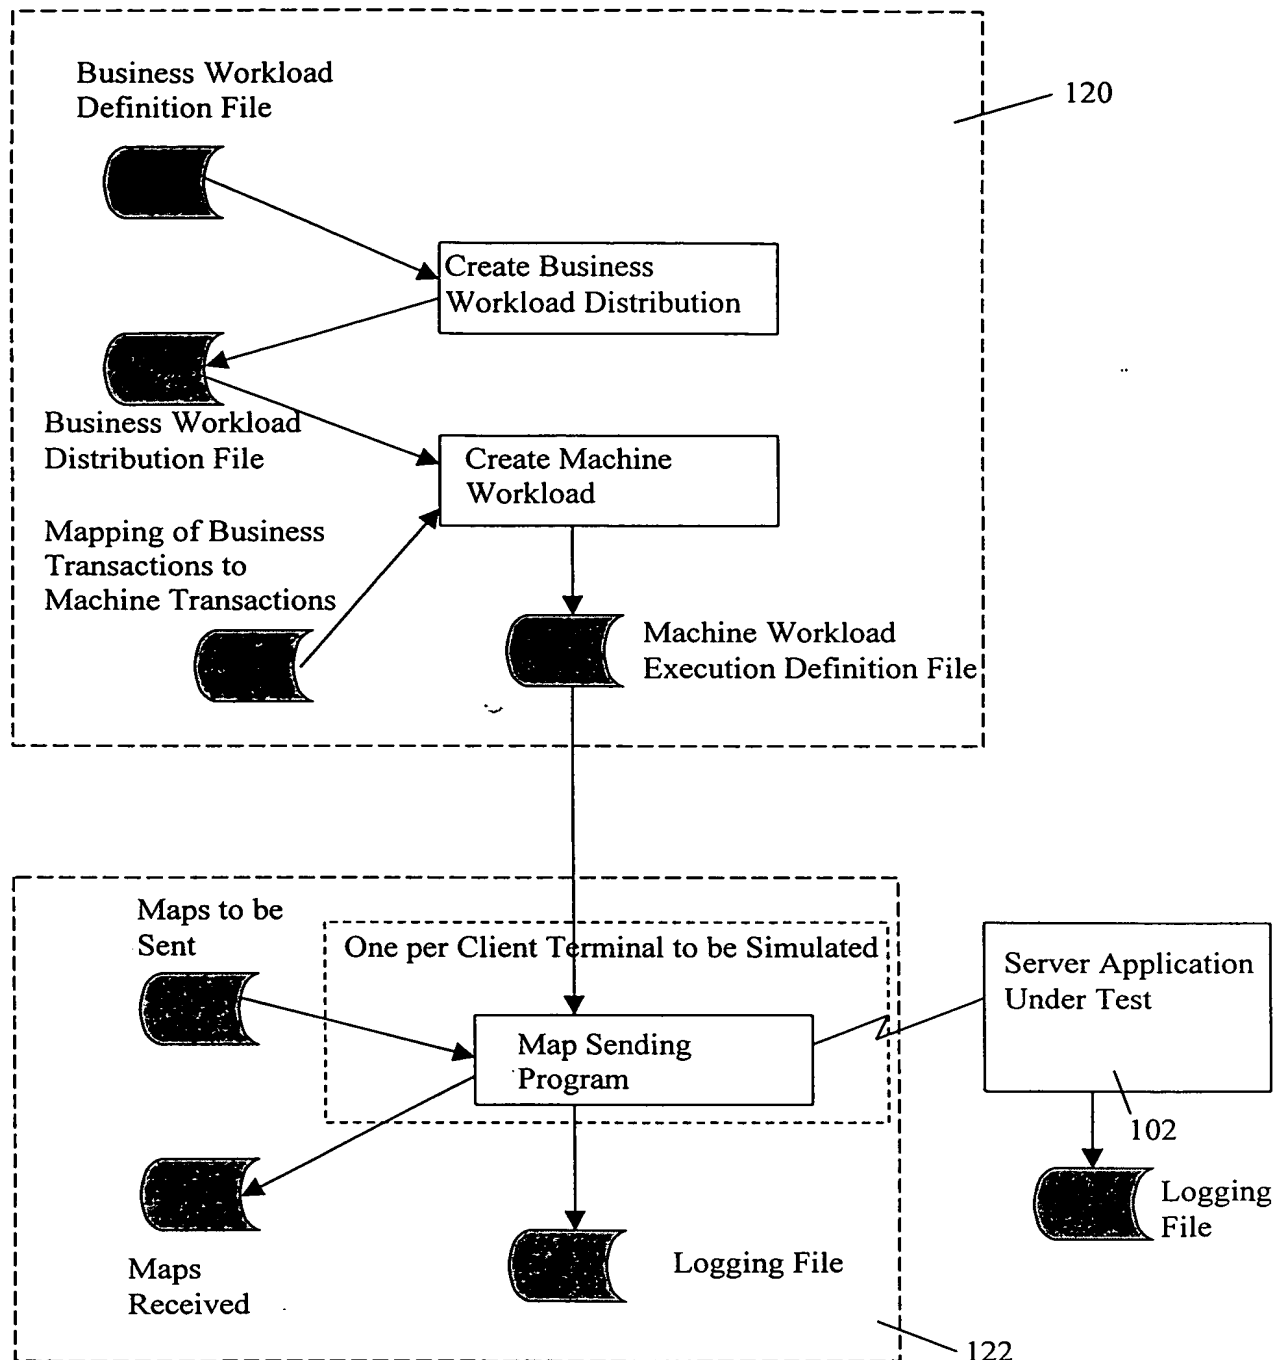 Business Workload
Definition File
120
Create Business
Workload Distribution
Business Workload
Distribution File
Create Machine
Workload
Mapping of Business
Transactions to
Machine Transactions
Machine Workload
Execution Definition File
Maps to be
Sent
One per Client Terminal to be Simulated
Server Application
Under Test
Map Sending
Program
102
Logging
File
Maps
Received
Logging File
122